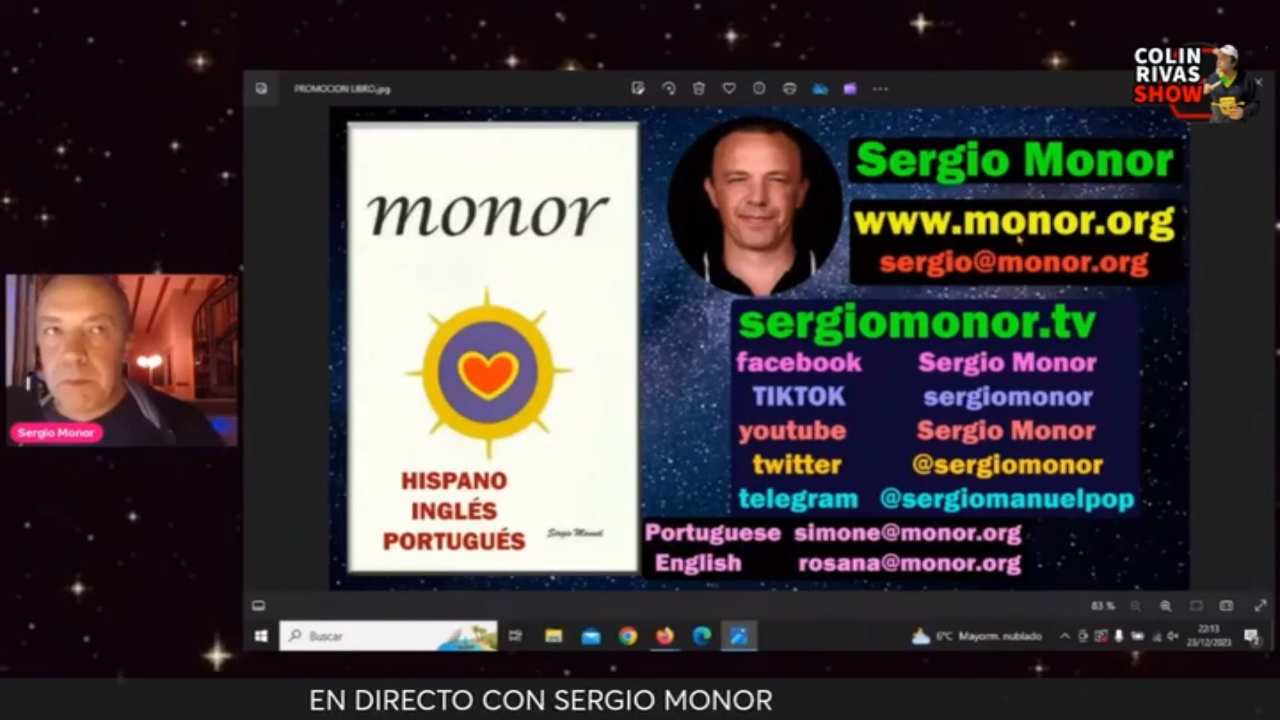 COLIN
RIVAS
SHOW
PROMOCION LIBRO.jpg
monor
HISPANO
INGLÉS
PORTUGUÉS
Sergio Manuel
Sergio Monor
www.monor.org
sergio@monor.org
sergiomonor.tv
facebook Sergio Monor
TIKTOK sergiomonor
youtube Sergio Monor
twitter @sergiomonor
telegram @sergiomanuelpop
Portuguese simone@monor.org
English rosana@monor.org
Sergio Monor
83 %
Buscar
6°C Mayorm. nublado
22:13
23/12/2023
EN DIRECTO CON SERGIO MONOR